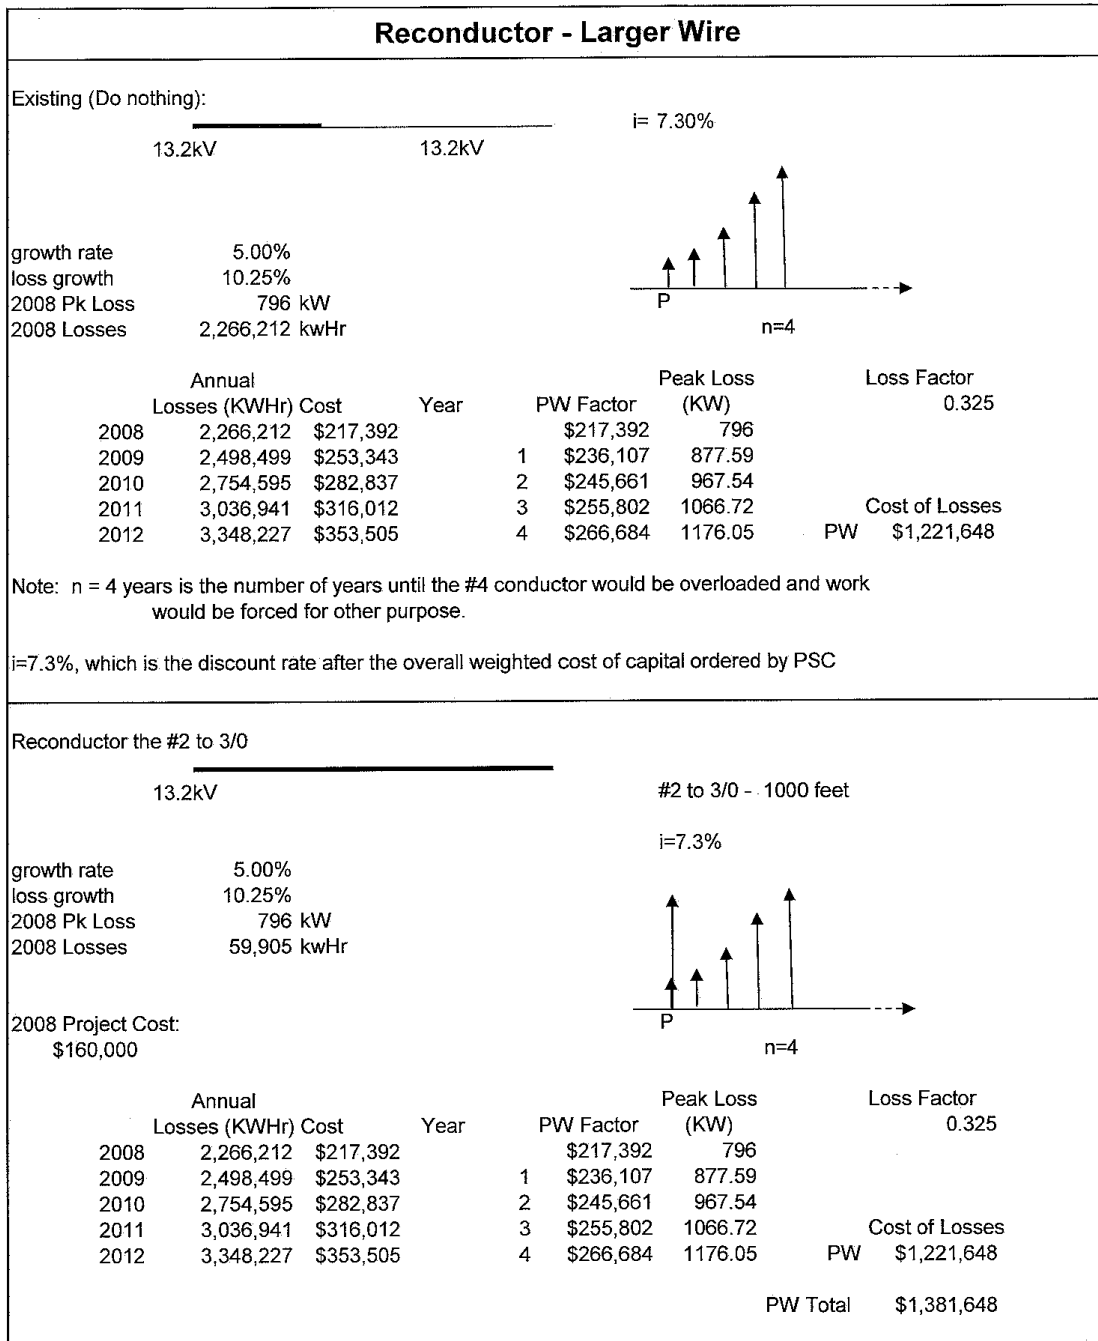 Reconductor - Larger Wire
Existing (Do nothing):
i= 7.30%
13.2kV 13.2kV
growth rate 5.00%
loss growth 10.25%
2008 Pk Loss 796 kW
2008 Losses 2,266,212 kwHr
P
n=4
Annual Peak Loss Loss Factor
Losses (KWHr) Cost Year PW Factor (KW) 0.325
2008 2,266,212 $217,392 $217,392 796
2009 2,498,499 $253,343 1 $236,107 877.59
2010 2,754,595 $282,837 2 $245,661 967.54
2011 3,036,941 $316,012 3 $255,802 1066.72 Cost of Losses
2012 3,348,227 $353,505 4 $266,684 1176.05 PW $1,221,648
Note: n = 4 years is the number of years until the #4 conductor would be overloaded and work
would be forced for other purpose.
i=7.3%, which is the discount rate after the overall weighted cost of capital ordered by PSC
Reconductor the #2 to 3/0
13.2kV #2 to 3/0 - 1000 feet
i=7.3%
growth rate 5.00%
loss growth 10.25%
2008 Pk Loss 796 kW
2008 Losses 59,905 kwHr
P
2008 Project Cost:
$160,000 n=4
Annual Peak Loss Loss Factor
Losses (KWHr) Cost Year PW Factor (KW) 0.325
2008 2,266,212 $217,392 $217,392 796
2009 2,498,499 $253,343 1 $236,107 877.59
2010 2,754,595 $282,837 2 $245,661 967.54
2011 3,036,941 $316,012 3 $255,802 1066.72 Cost of Losses
2012 3,348,227 $353,505 4 $266,684 1176.05 PW $1,221,648
PW Total $1,381,648